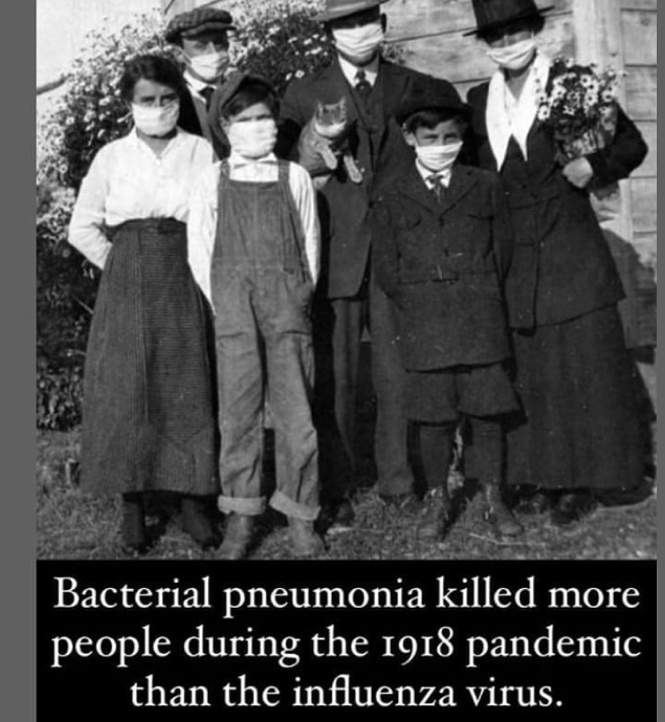 Bacterial pneumonia killed more
people during the 1918 pandemic
than the influenza virus.